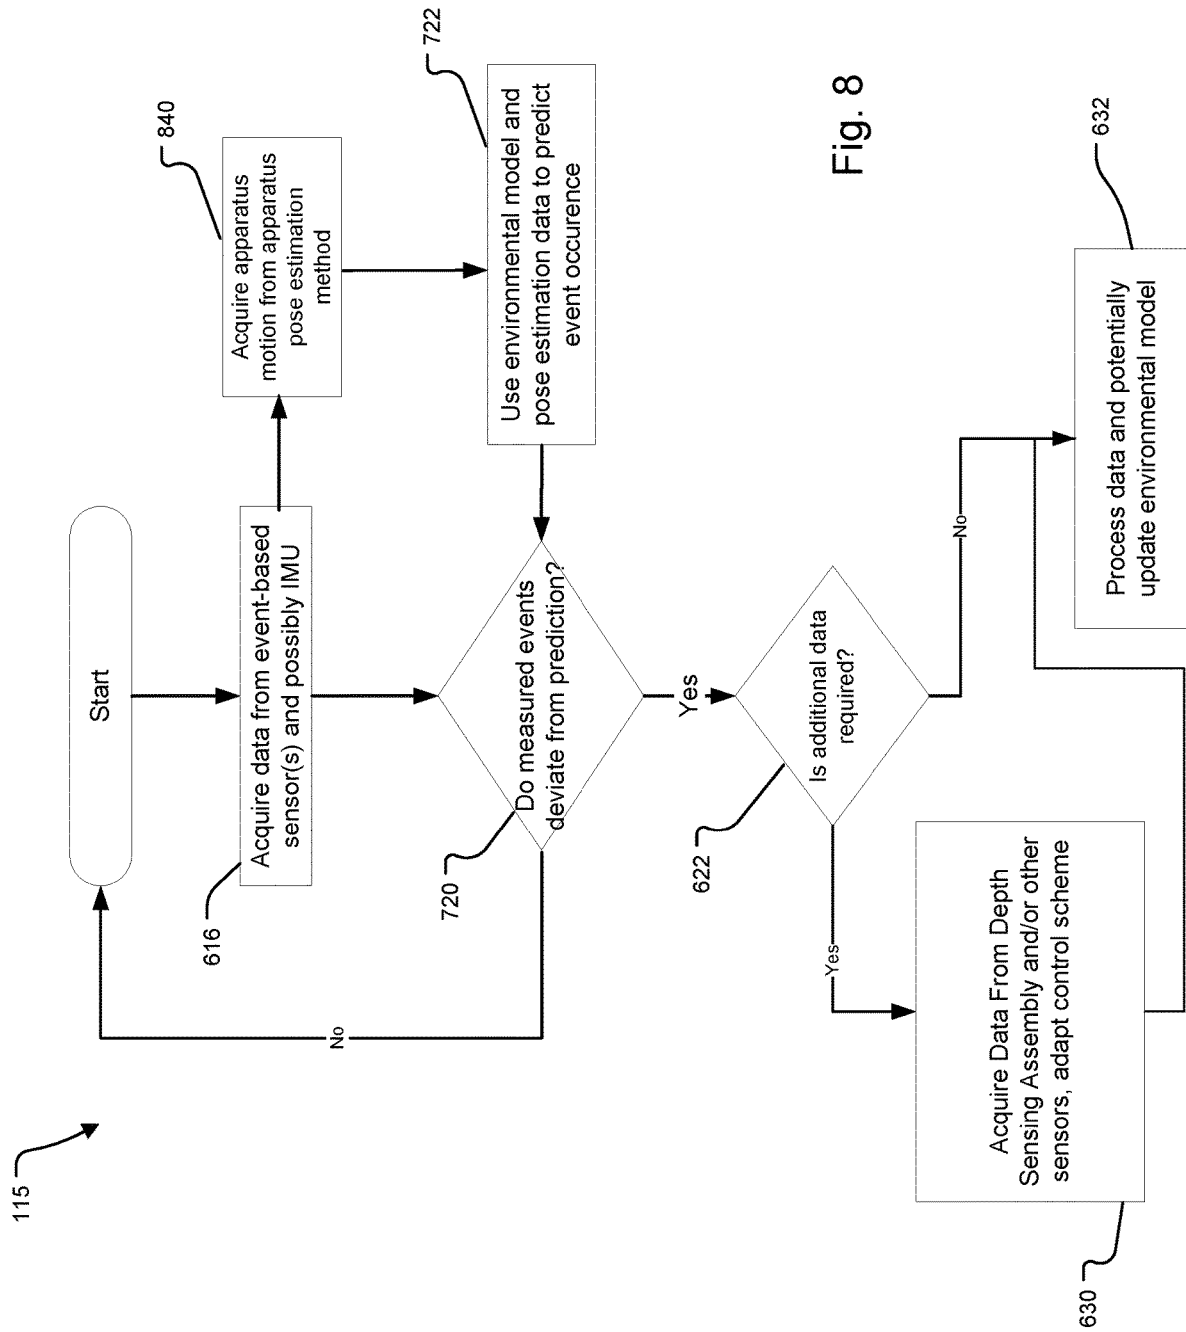 115
Start
616
Acquire data from event-based
sensor(s) and possibly IMU
840
Acquire apparatus
motion from apparatus
pose estimation
method
722
Use environmental model and
pose estimation data to predict
event occurence
720
Do measured events
deviate from prediction?
No
Yes
622
Is additional data
required?
Yes
No
630
Acquire Data From Depth
Sensing Assembly and/or other
sensors, adapt control scheme
632
Process data and potentially
update environmental model
Fig. 8